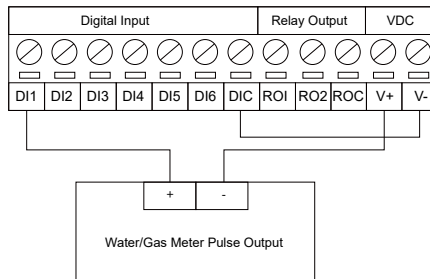 Digital Input Relay Output VDC
DI1 DI2 DI3 DI4 DI5 DI6 DIC ROI RO2 ROC V+ V-
+ -
Water/Gas Meter Pulse Output